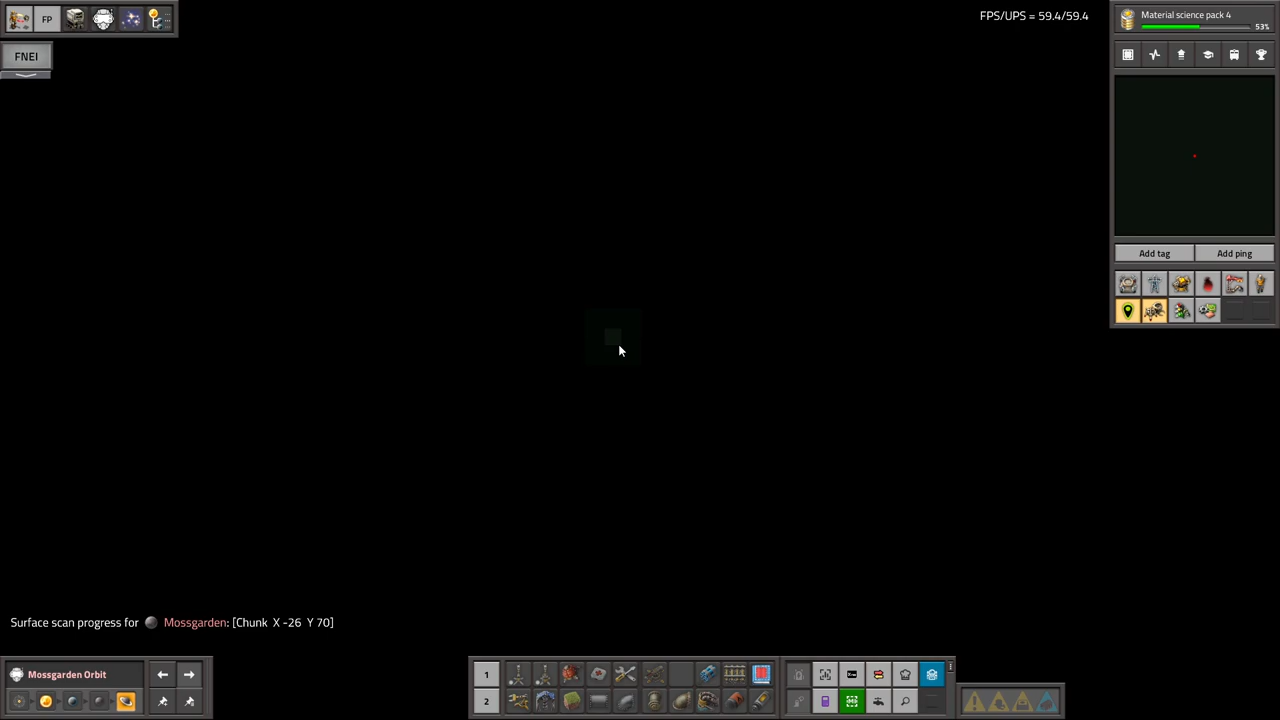 FP
FNEI
FPS/UPS = 59.4/59.4
Material science pack 4
53%
Add tag
Add ping
Surface scan progress for Mossgarden: [Chunk X -26 Y 70]
Mossgarden Orbit
1
2